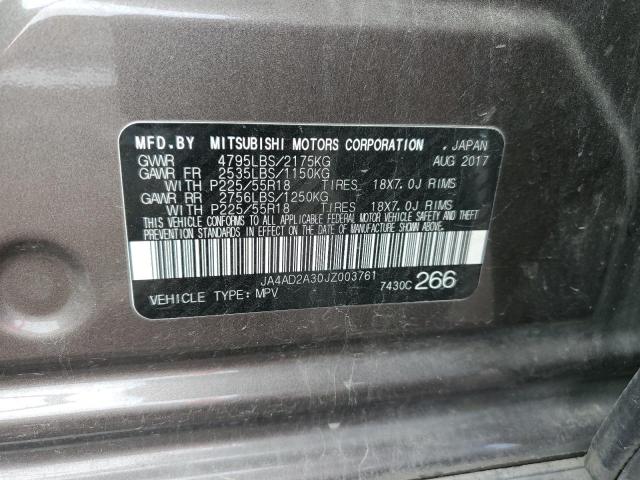 MFD.BY MITSUBISHI MOTORS CORPORATION , JAPAN
GVWR 4795LBS/2175KG AUG 2017
GAWR FR 2535LBS/1150KG
WITH P225/55R18 TIRES 18X7.0J RIMS
GAWR RR 2756LBS/1250KG
WITH P225/55R18 TIRES 18X7.0J RIMS
THIS VEHICLE CONFORMS TO ALL APPLICABLE FEDERAL MOTOR VEHICLE SAFETY AND THEFT
PREVENTION STANDARDS IN EFFECT ON THE DATE OF MANUFACTURE SHOWN ABOVE.
JA4AD2A30JZ003761
VEHICLE TYPE: MPV 7430C 266